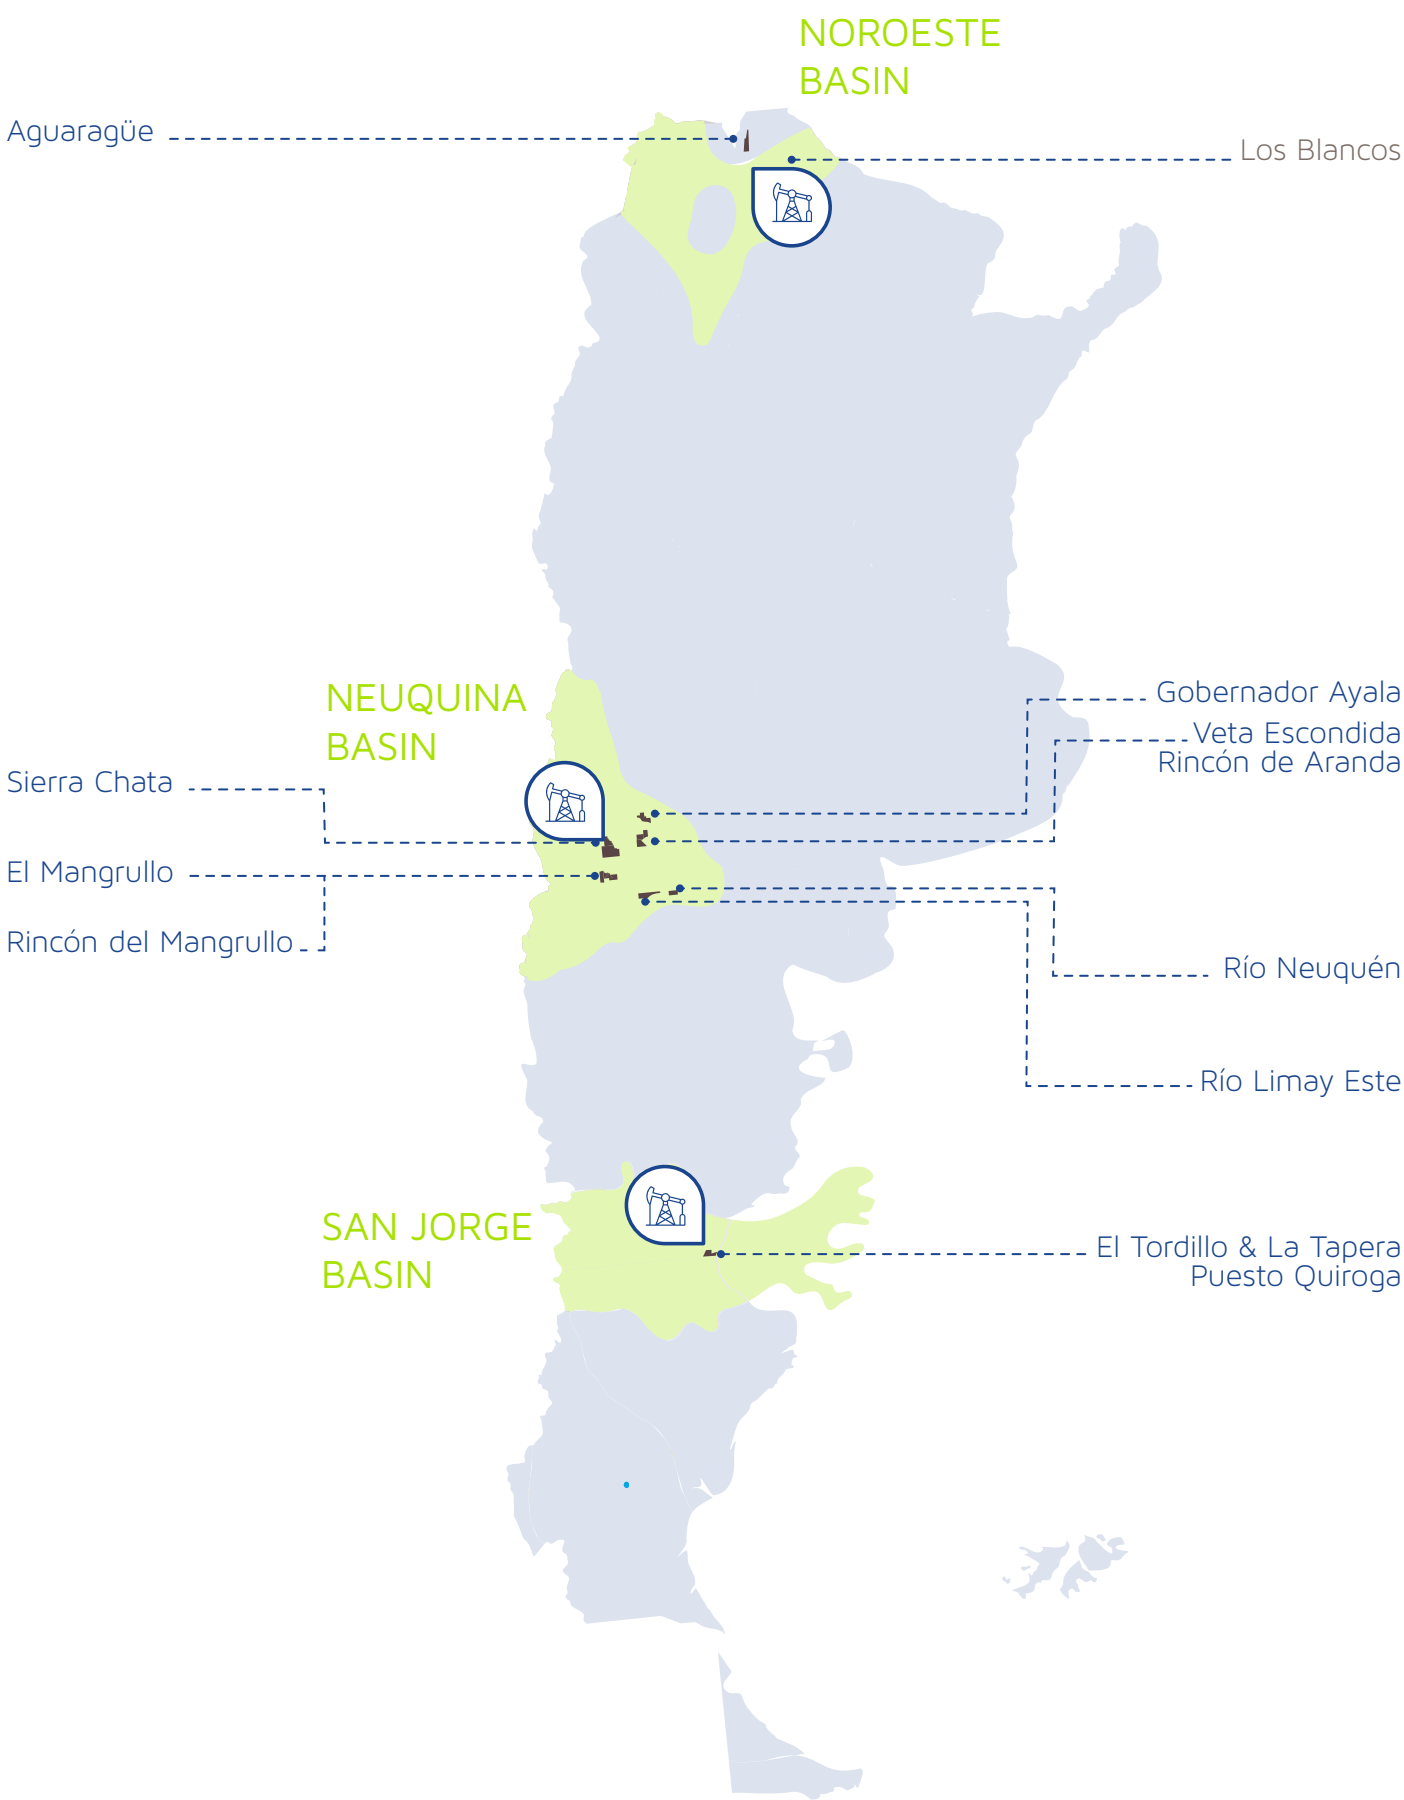 NOROESTE
BASIN
Aguaragüe
Los Blancos
NEUQUINA
BASIN
Gobernador Ayala
Veta Escondida
Rincón de Aranda
Sierra Chata
El Mangrullo
Rincón del Mangrullo
Río Neuquén
Río Limay Este
SAN JORGE
BASIN
El Tordillo & La Tapera
Puesto Quiroga